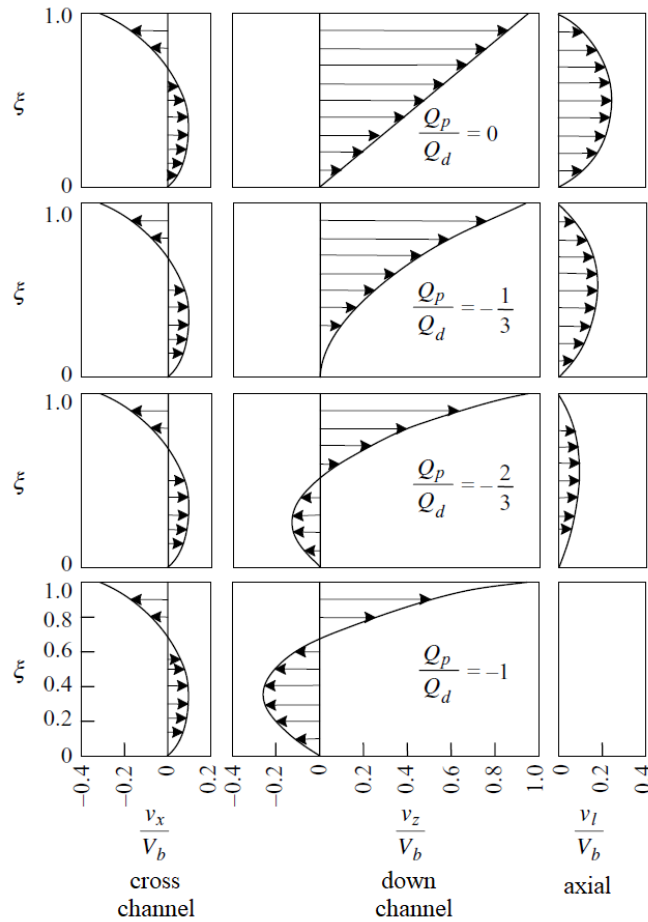 1.0
ξ
0
Q_p/Q_d = 0
1.0
ξ
0
Q_p/Q_d = −1/3
1.0
ξ
0
Q_p/Q_d = −2/3
1.0
0.8
0.6
ξ
0.4
0.2
0
Q_p/Q_d = −1
−0.4 −0.2 0 0.2 −0.4 −0.2 0 0.2 0.4 0.6 0.8 1.0 0 0.2 0.4
v_x/V_b v_z/V_b v_l/V_b
cross down axial
channel channel